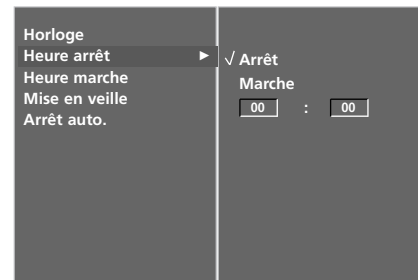 Horloge
Heure arrêt ►
Heure marche
Mise en veille
Arrêt auto.
√ Arrêt
Marche
00 : 00